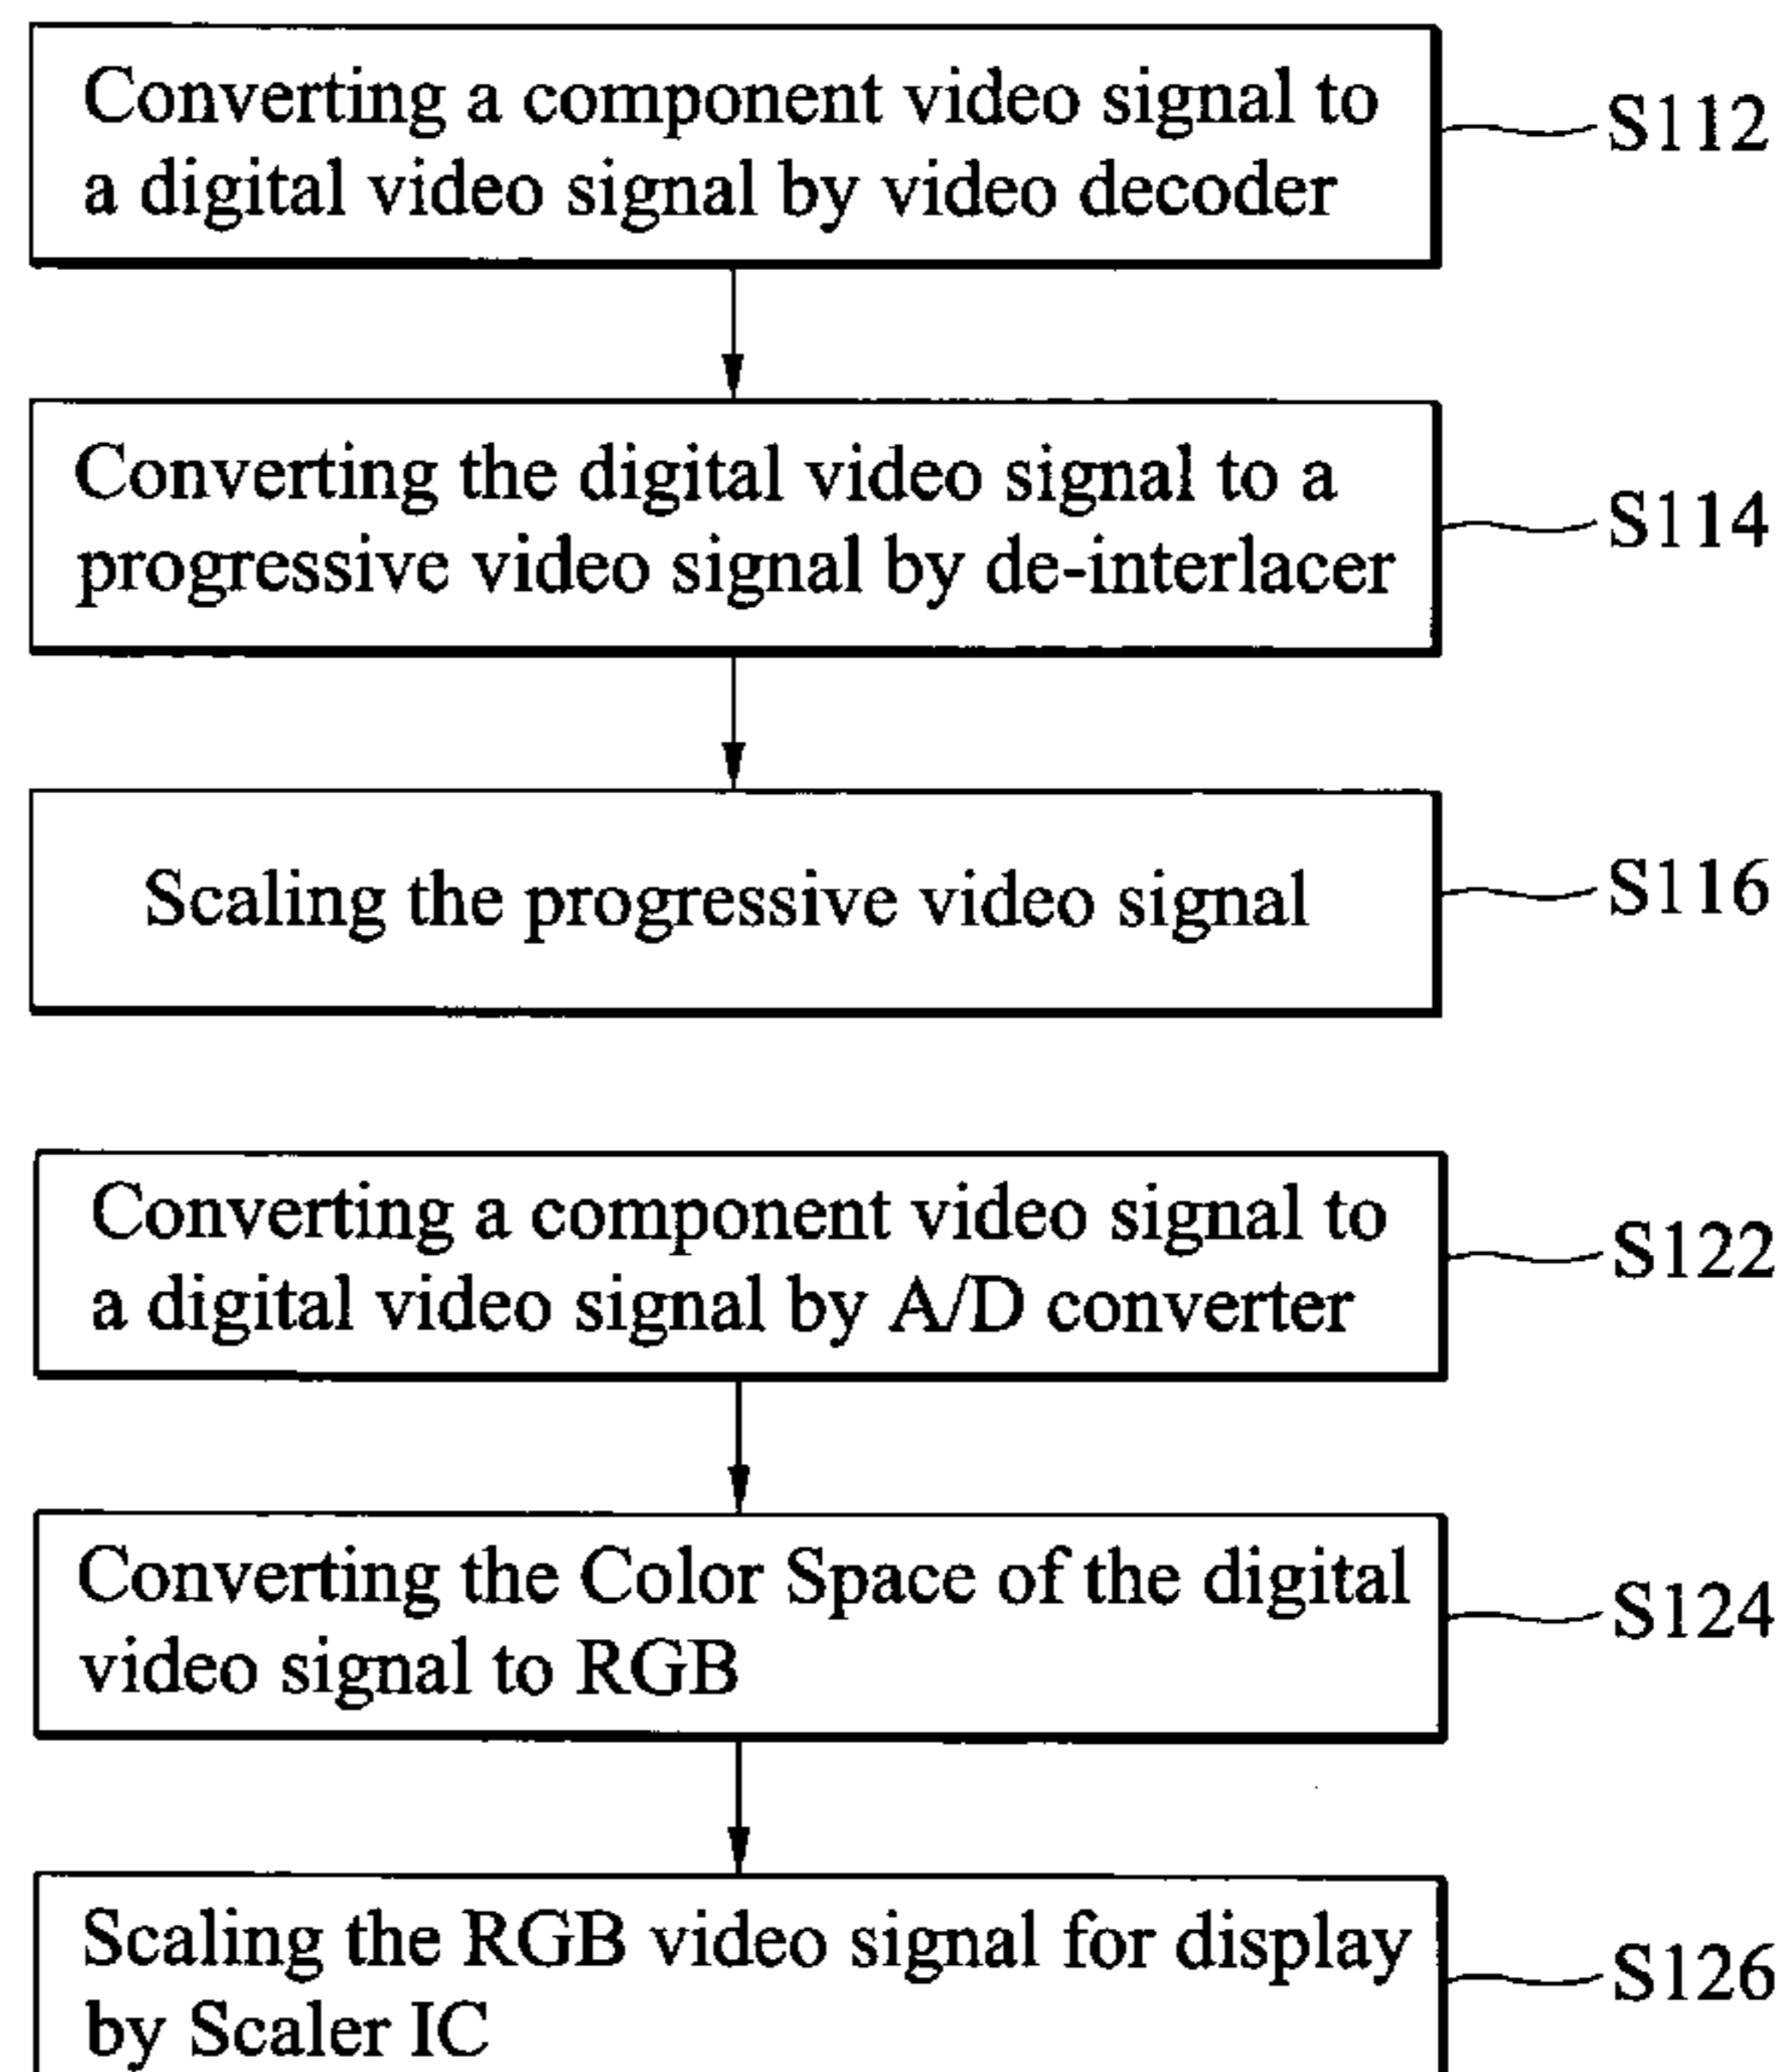 Converting a component video signal to
a digital video signal by video decoder
S112
Converting the digital video signal to a
progressive video signal by de-interlacer
S114
Scaling the progressive video signal
S116
Converting a component video signal to
a digital video signal by A/D converter
S122
Converting the Color Space of the digital
video signal to RGB
S124
Scaling the RGB video signal for display
by Scaler IC
S126